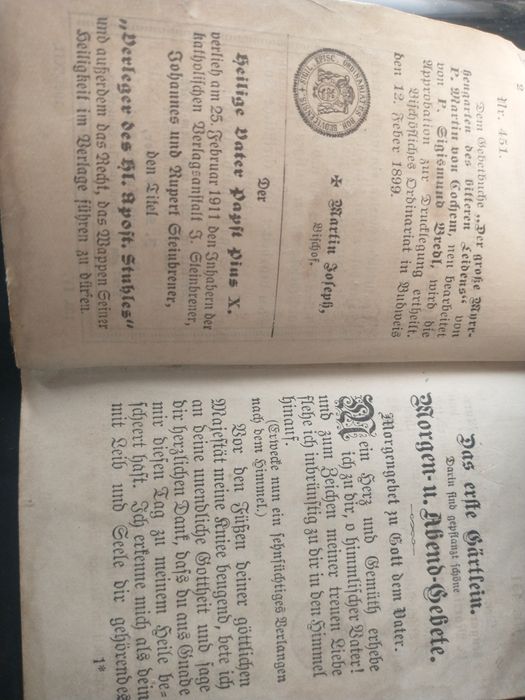 2
Nr. 451.
Dem Gebetbuche „Der große Myrr-
hengarten des bitteren Leidens“ von
P. Martin von Cochem, neu bearbeitet
von P. Sigismund Bredl, wird die
Approbation zur Drucklegung ertheilt.
Bischöfliches Ordinariat in Budweis
den 12. Feber 1899.
✠ Martin Joseph,
Bischof.
Der
Heilige Vater Papst Pius X.
verlieh am 25. Februar 1911 den Inhabern der
katholischen Verlagsanstalt J. Steinbrener,
Johannes und Rupert Steinbrener,
den Titel
„Verleger des Hl. Apost. Stuhles“
und außerdem das Recht, das Wappen Seiner
Heiligkeit im Verlage führen zu dürfen.
Das erste Gärtlein.
Darin sind gepflanzt schöne
Morgen- u. Abend-Gebete.
Morgengebet zu Gott dem Vater.
Mein Herz und Gemüth erhebe
ich zu dir, o himmlischer Vater!
und zum Zeichen meiner treuen Liebe
flehe ich inbrünstig zu dir in den Himmel
hinauf.
(Erwecke nun ein sehnsüchtiges Verlangen
nach dem Himmel.)
Vor den Füßen deiner göttlichen
Majestät meine Kniee beugend, bete ich
an deine unendliche Gottheit und sage
dir herzlichen Dank, daß du aus Gnade
mir diesen Tag zu meinem Heile be-
scheert hast. Ich erkenne mich als dein
mit Leib und Seele dir gehörendes
1*